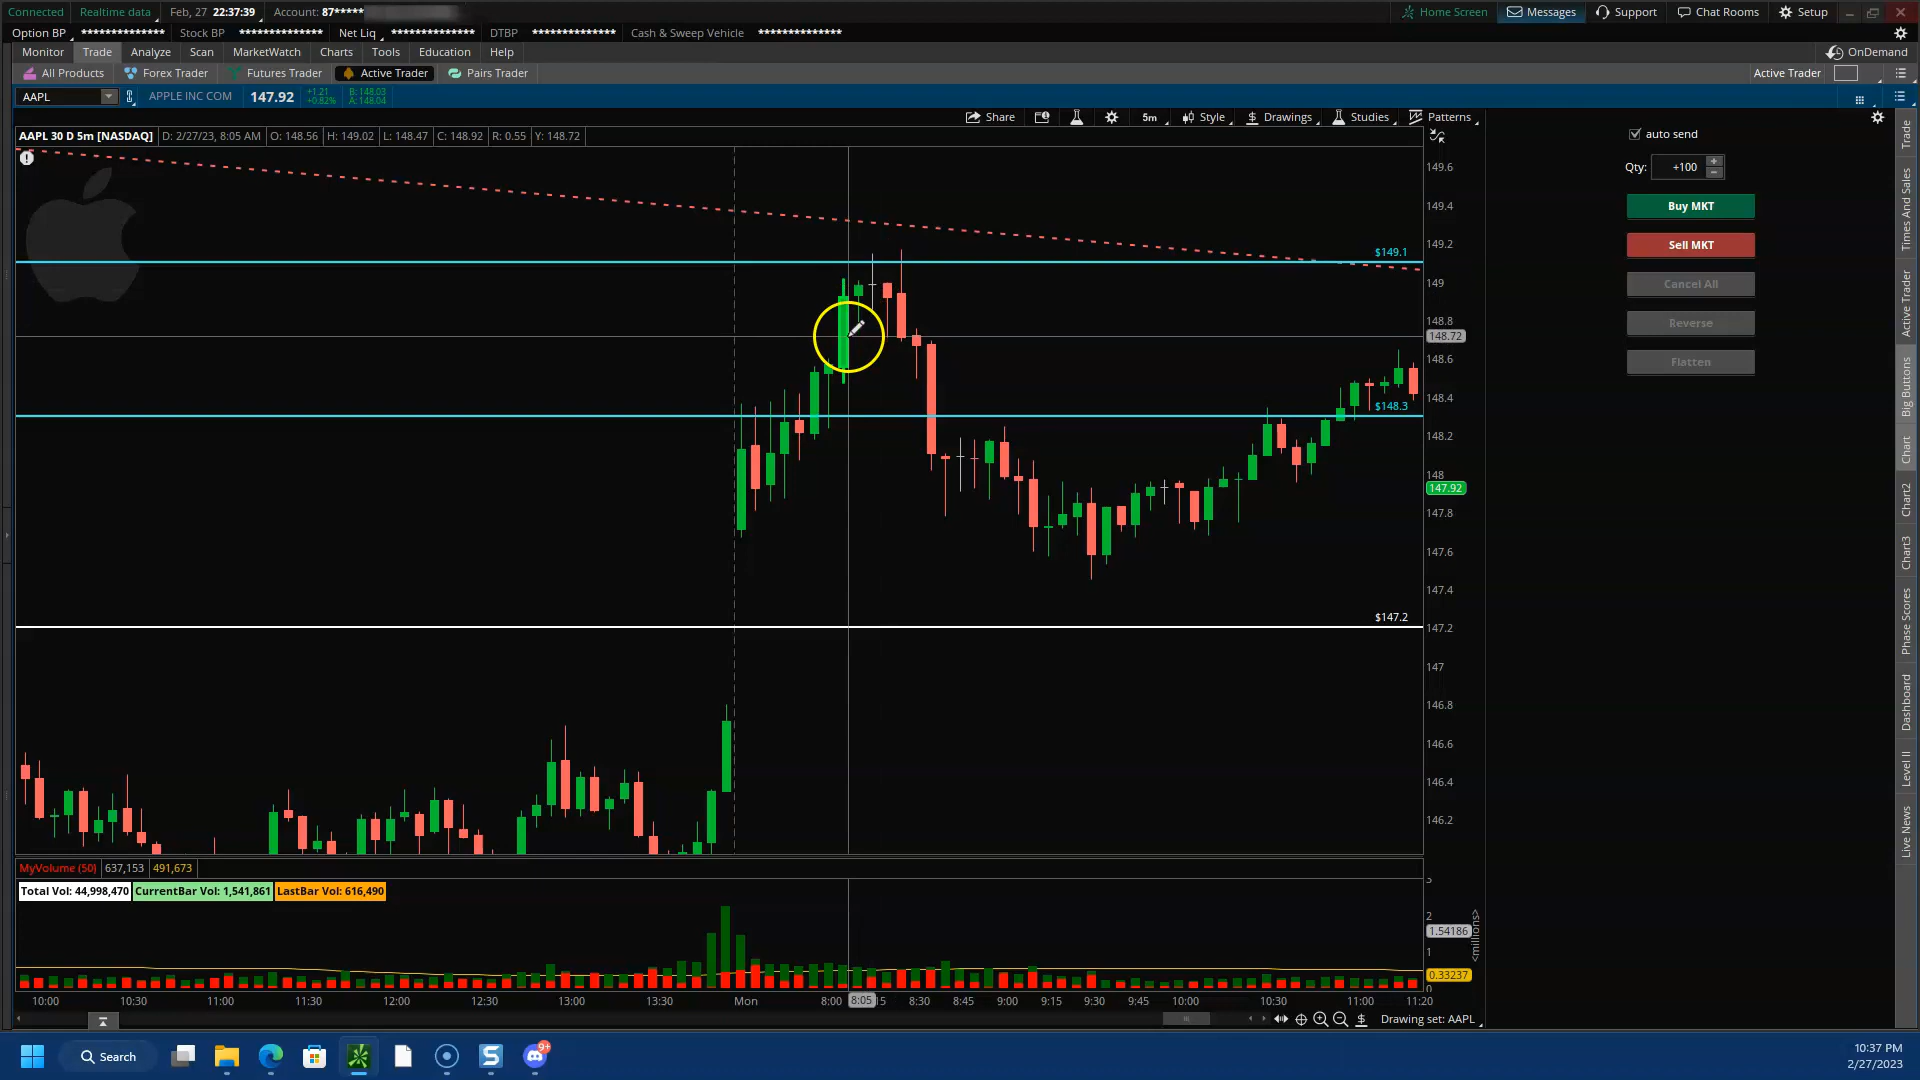 Connected Realtime data Feb, 27 22:37:39 Account: 87***** Home Screen Messages Support Chat Rooms Setup
Option BP ************** Stock BP ************** Net Liq ************** DTBP ************** Cash & Sweep Vehicle **************
Monitor Trade Analyze Scan MarketWatch Charts Tools Education Help OnDemand
All Products Forex Trader Futures Trader Active Trader Pairs Trader Active Trader
AAPL APPLE INC COM 147.92 +1.21 +0.82% B: 148.03 A: 148.04
Share 5m $ Style Drawings Studies Patterns
AAPL 30 D 5m [NASDAQ] D: 2/27/23, 8:05 AM O: 148.56 H: 149.02 L: 148.47 C: 148.92 R: 0.55 Y: 148.72
auto send
Qty: +100
Buy MKT
Sell MKT
Cancel All
Reverse
Flatten
149.6
149.4
149.2
$149.1
149
148.8
148.72
148.6
148.4
$148.3
148.2
148
147.92
147.8
147.6
147.4
$147.2
147.2
147
146.8
146.6
146.4
146.2
Trade
Times And Sales
Active Trader
Big Buttons
Chart
Chart2
Chart3
Phase Scores
Dashboard
Level II
Live News
MyVolume (50) 637,153 491,673
Total Vol: 44,998,470 CurrentBar Vol: 1,541,861 LastBar Vol: 616,490
2
1.54186
1
0.33237
0
<millions>
10:00 10:30 11:00 11:30 12:00 12:30 13:00 13:30 Mon 8:00 8:05 15 8:30 8:45 9:00 9:15 9:30 9:45 10:00 10:30 11:00 11:20
$ Drawing set: AAPL
Search S 9+
10:37 PM
2/27/2023